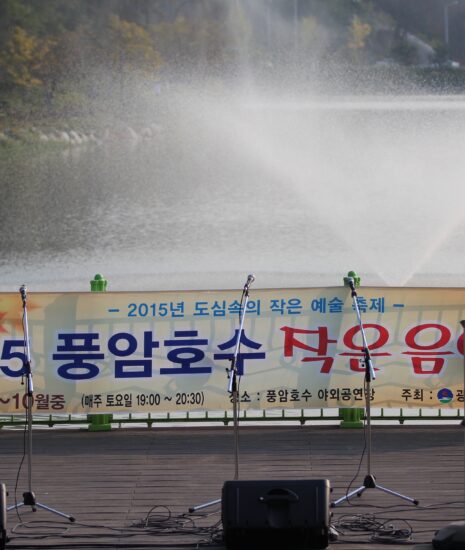 - 2015년 도심속의 작은 예술 축제 -
5 풍암호수 작은 음
~10월중 (매주 토요일 19:00 ~ 20:30) 장소 : 풍암호수 야외공연장 주최 : 광